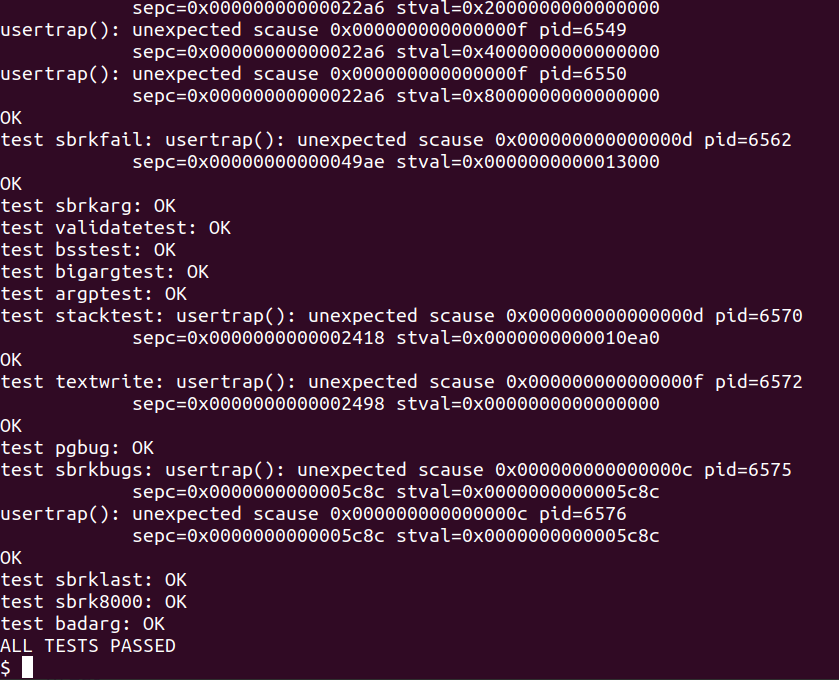 sepc=0x00000000000022a6 stval=0x2000000000000000
usertrap(): unexpected scause 0x000000000000000f pid=6549
sepc=0x00000000000022a6 stval=0x4000000000000000
usertrap(): unexpected scause 0x000000000000000f pid=6550
sepc=0x00000000000022a6 stval=0x8000000000000000
OK
test sbrkfail: usertrap(): unexpected scause 0x000000000000000d pid=6562
sepc=0x00000000000049ae stval=0x0000000000013000
OK
test sbrkarg: OK
test validatetest: OK
test bsstest: OK
test bigargtest: OK
test argptest: OK
test stacktest: usertrap(): unexpected scause 0x000000000000000d pid=6570
sepc=0x0000000000002418 stval=0x0000000000010ea0
OK
test textwrite: usertrap(): unexpected scause 0x000000000000000f pid=6572
sepc=0x0000000000002498 stval=0x0000000000000000
OK
test pgbug: OK
test sbrkbugs: usertrap(): unexpected scause 0x000000000000000c pid=6575
sepc=0x0000000000005c8c stval=0x0000000000005c8c
usertrap(): unexpected scause 0x000000000000000c pid=6576
sepc=0x0000000000005c8c stval=0x0000000000005c8c
OK
test sbrklast: OK
test sbrk8000: OK
test badarg: OK
ALL TESTS PASSED
$